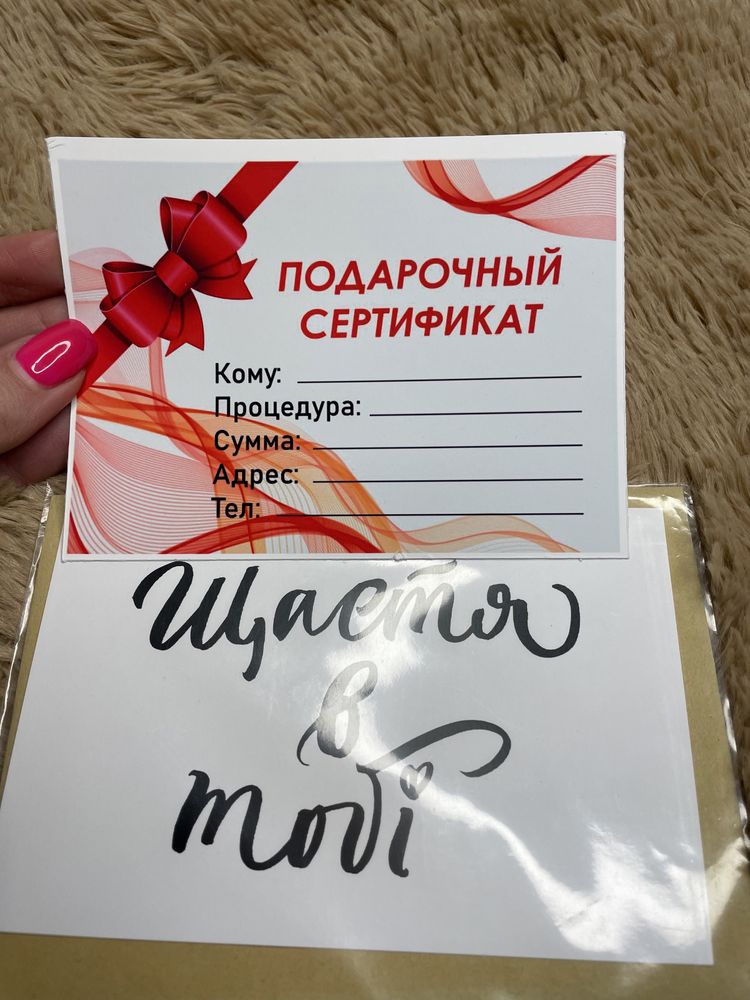 ПОДАРОЧНЫЙ
СЕРТИФИКАТ
Кому:
Процедура:
Сумма:
Адрес:
Тел:
Щастя
в
тобі